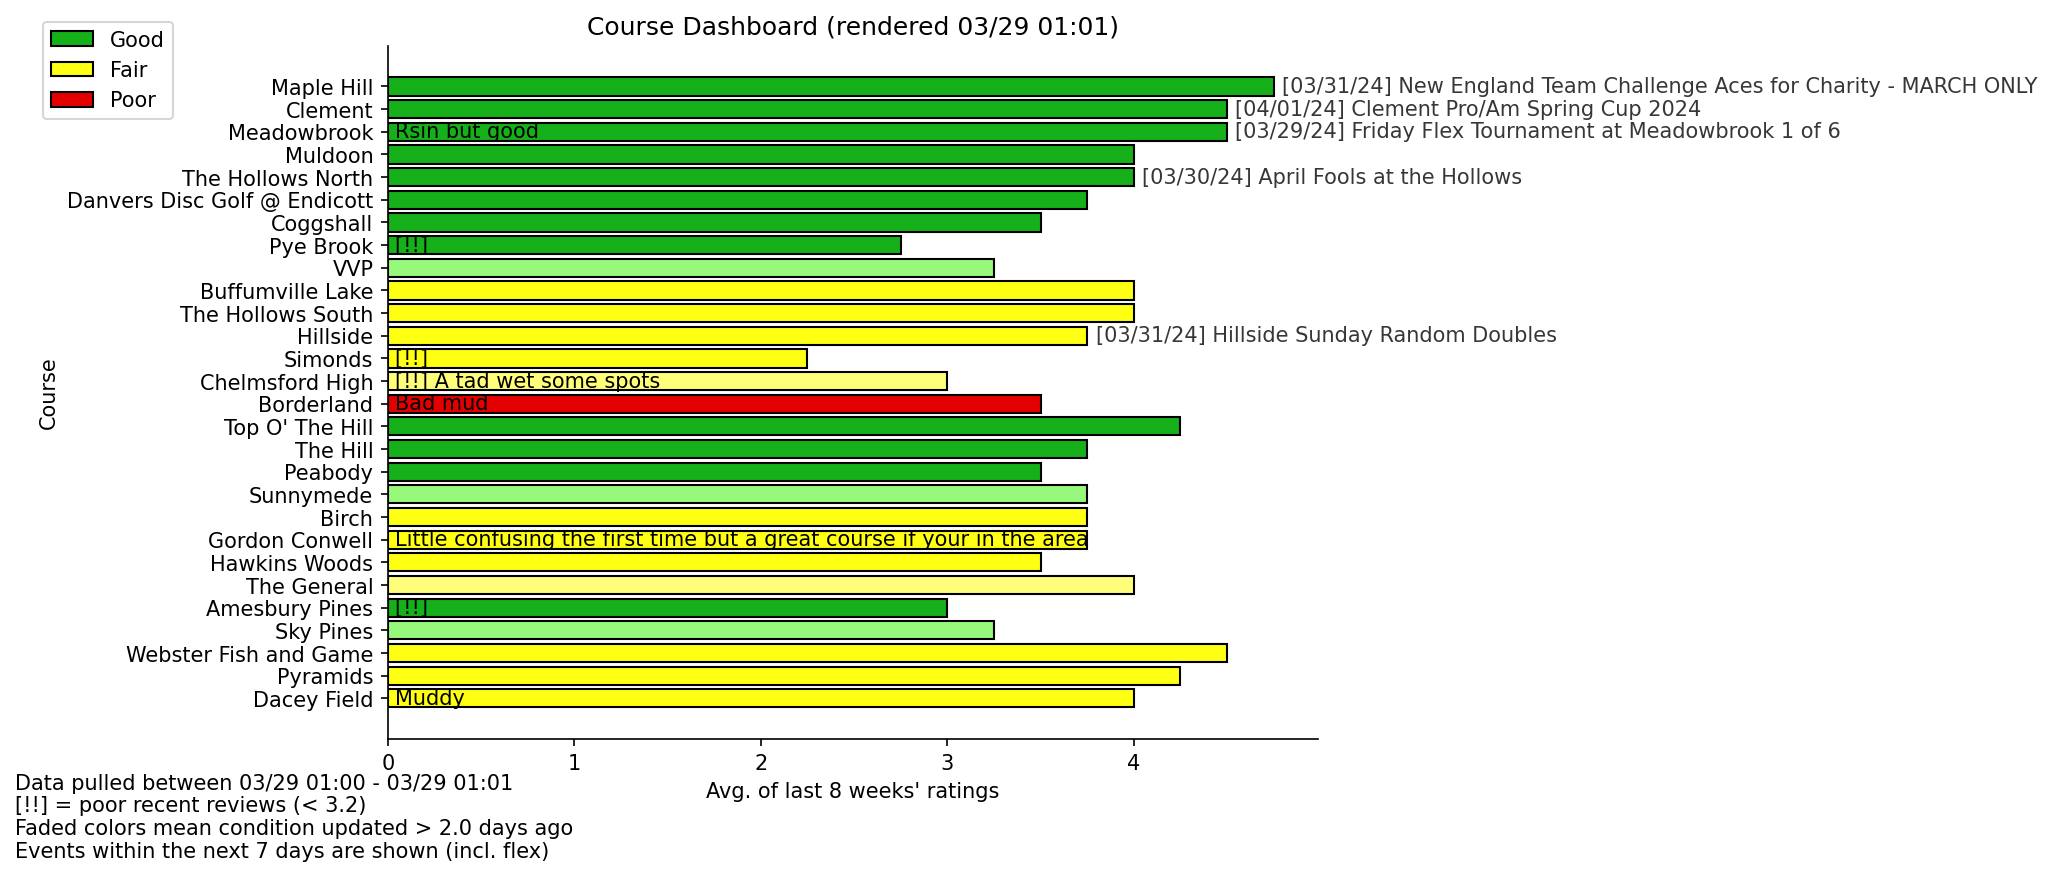 Course Dashboard (rendered 03/29 01:01)
Good
Fair
Poor
Course
Maple Hill [03/31/24] New England Team Challenge Aces for Charity - MARCH ONLY
Clement [04/01/24] Clement Pro/Am Spring Cup 2024
Meadowbrook Rsin but good [03/29/24] Friday Flex Tournament at Meadowbrook 1 of 6
Muldoon
The Hollows North [03/30/24] April Fools at the Hollows
Danvers Disc Golf @ Endicott
Coggshall
Pye Brook [!!]
VVP
Buffumville Lake
The Hollows South
Hillside [03/31/24] Hillside Sunday Random Doubles
Simonds [!!]
Chelmsford High [!!] A tad wet some spots
Borderland Bad mud
Top O' The Hill
The Hill
Peabody
Sunnymede
Birch
Gordon Conwell Little confusing the first time but a great course if your in the area
Hawkins Woods
The General
Amesbury Pines [!!]
Sky Pines
Webster Fish and Game
Pyramids
Dacey Field Muddy
0 1 2 3 4
Avg. of last 8 weeks' ratings
Data pulled between 03/29 01:00 - 03/29 01:01
[!!] = poor recent reviews (< 3.2)
Faded colors mean condition updated > 2.0 days ago
Events within the next 7 days are shown (incl. flex)